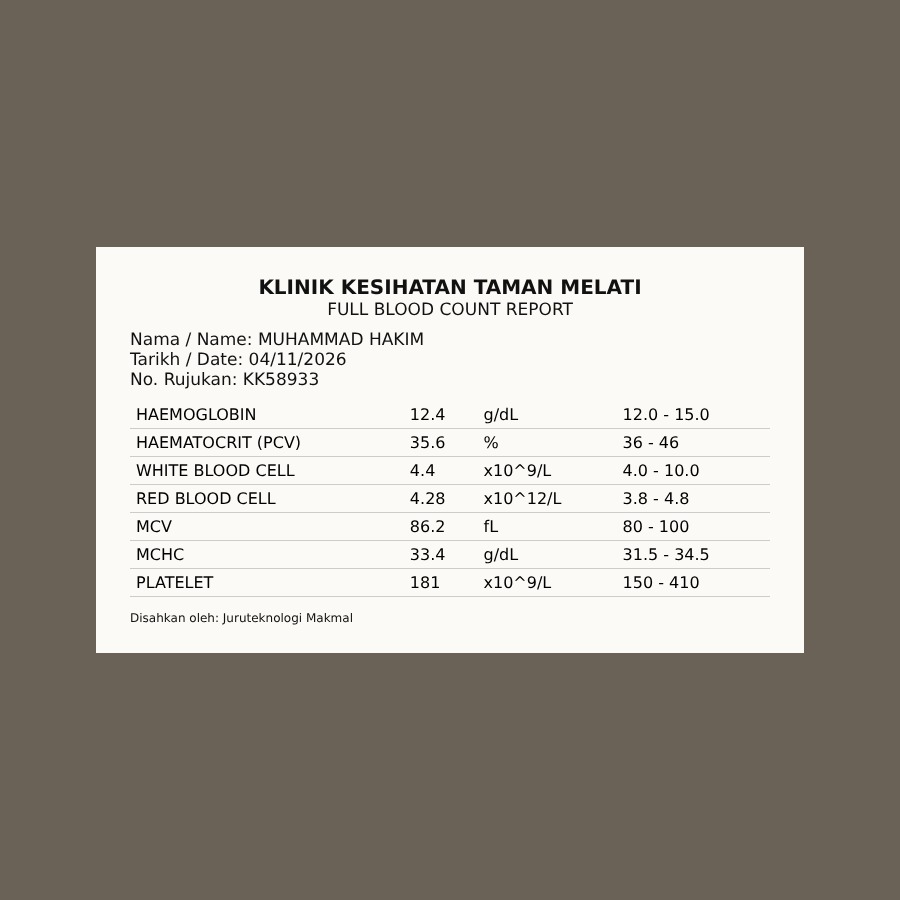 KLINIK KESIHATAN TAMAN MELATI
FULL BLOOD COUNT REPORT
Nama / Name: MUHAMMAD HAKIM
Tarikh / Date: 04/11/2026
No. Rujukan: KK58933
HAEMOGLOBIN 12.4 g/dL 12.0 - 15.0
HAEMATOCRIT (PCV) 35.6 % 36 - 46
WHITE BLOOD CELL 4.4 x10^9/L 4.0 - 10.0
RED BLOOD CELL 4.28 x10^12/L 3.8 - 4.8
MCV 86.2 fL 80 - 100
MCHC 33.4 g/dL 31.5 - 34.5
PLATELET 181 x10^9/L 150 - 410
Disahkan oleh: Juruteknologi Makmal